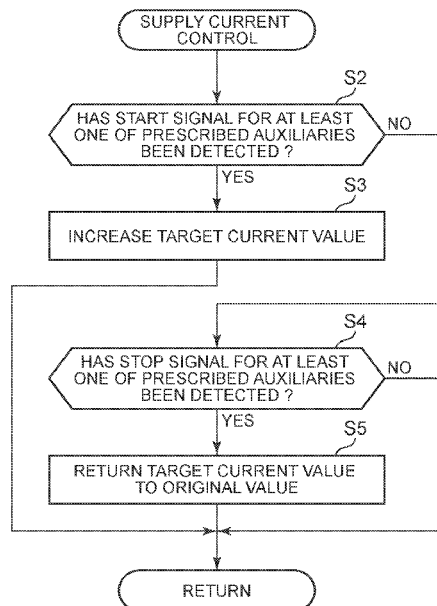 SUPPLY CURRENT
CONTROL
S2
HAS START SIGNAL FOR AT LEAST
ONE OF PRESCRIBED AUXILIARIES
BEEN DETECTED ?
NO
YES
S3
INCREASE TARGET CURRENT VALUE
S4
HAS STOP SIGNAL FOR AT LEAST
ONE OF PRESCRIBED AUXILIARIES
BEEN DETECTED ?
NO
YES
S5
RETURN TARGET CURRENT VALUE
TO ORIGINAL VALUE
RETURN